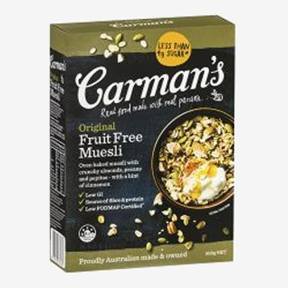 LESS THAN
Carman's
Real food made with real passion.
Original
Fruit Free
Muesli
Oven baked muesli with
crunchy almonds, pecans and
pepitas - with a hint
of cinnamon
Low GI
Source of fibre & protein
Low FODMAP Certified
Proudly Australian made & owned